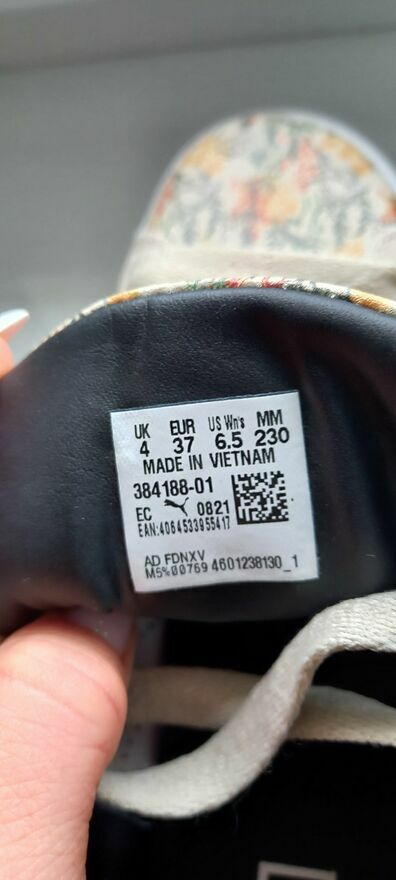 UK EUR US Wn's MM
4 37 6.5 230
MADE IN VIETNAM
384188-01
EC 0821
EAN:4064533955417
AD FDNXV
M5%00769 4601238130_1